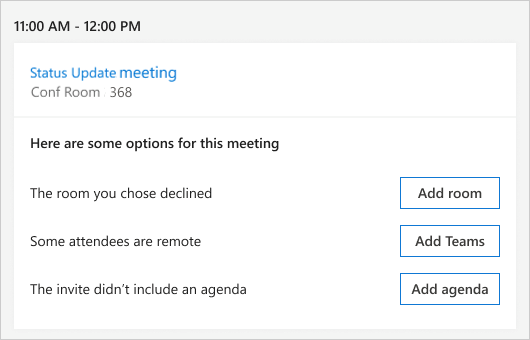 11:00 AM - 12:00 PM
Status Update meeting
Conf Room 368
Here are some options for this meeting
The room you chose declined
Add room
Some attendees are remote
Add Teams
The invite didn’t include an agenda
Add agenda